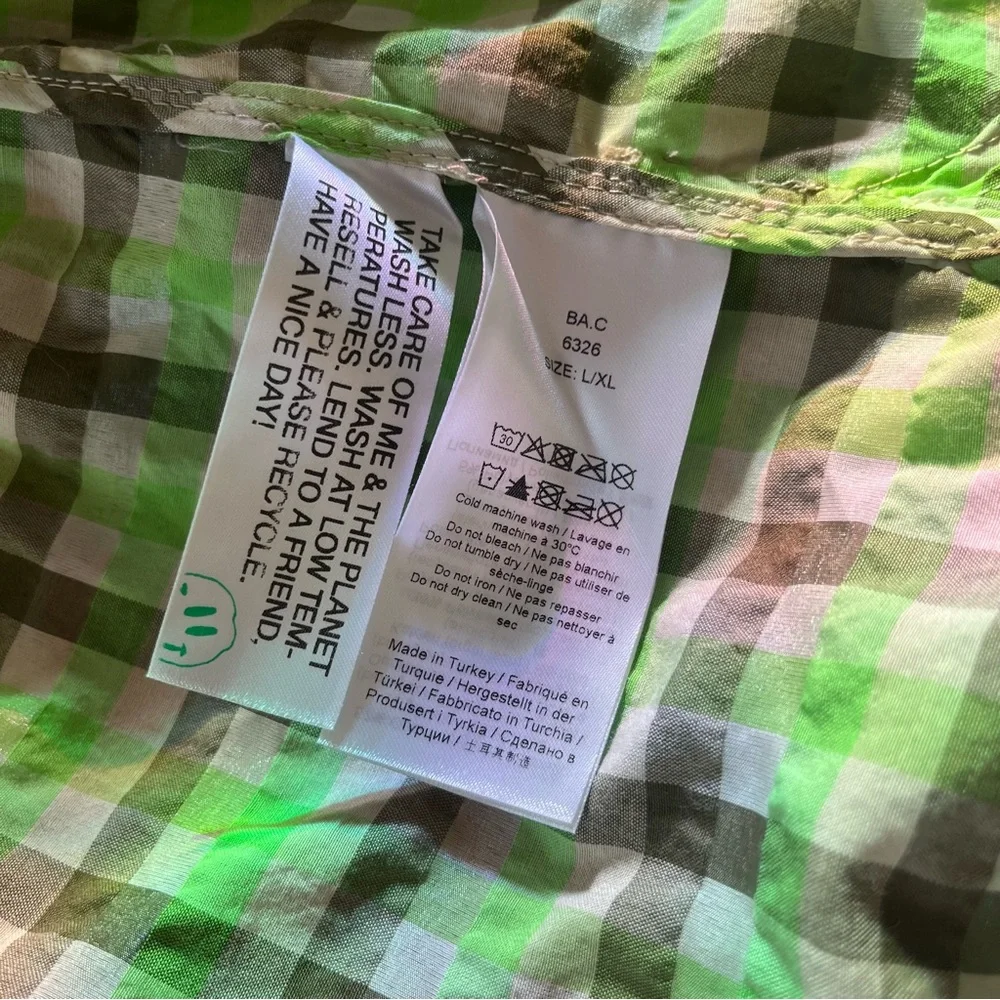 TAKE CARE OF ME & THE PLANET
WASH LESS. WASH AT LOW TEM-
PERATURES. LEND TO A FRIEND,
RESELL & PLEASE RECYCLE.
HAVE A NICE DAY!
BA.C
6326
SIZE: L/XL
30
Cold machine wash / Lavage en
machine à 30°C
Do not bleach / Ne pas blanchir
Do not tumble dry / Ne pas utiliser de
sèche-linge
Do not iron / Ne pas repasser
Do not dry clean / Ne pas nettoyer à
sec
Made in Turkey / Fabriqué en
Turquie / Hergestellt in der
Türkei / Fabbricato in Turchia /
Produsert i Tyrkia / Сделано в
Турции / 土耳其制造